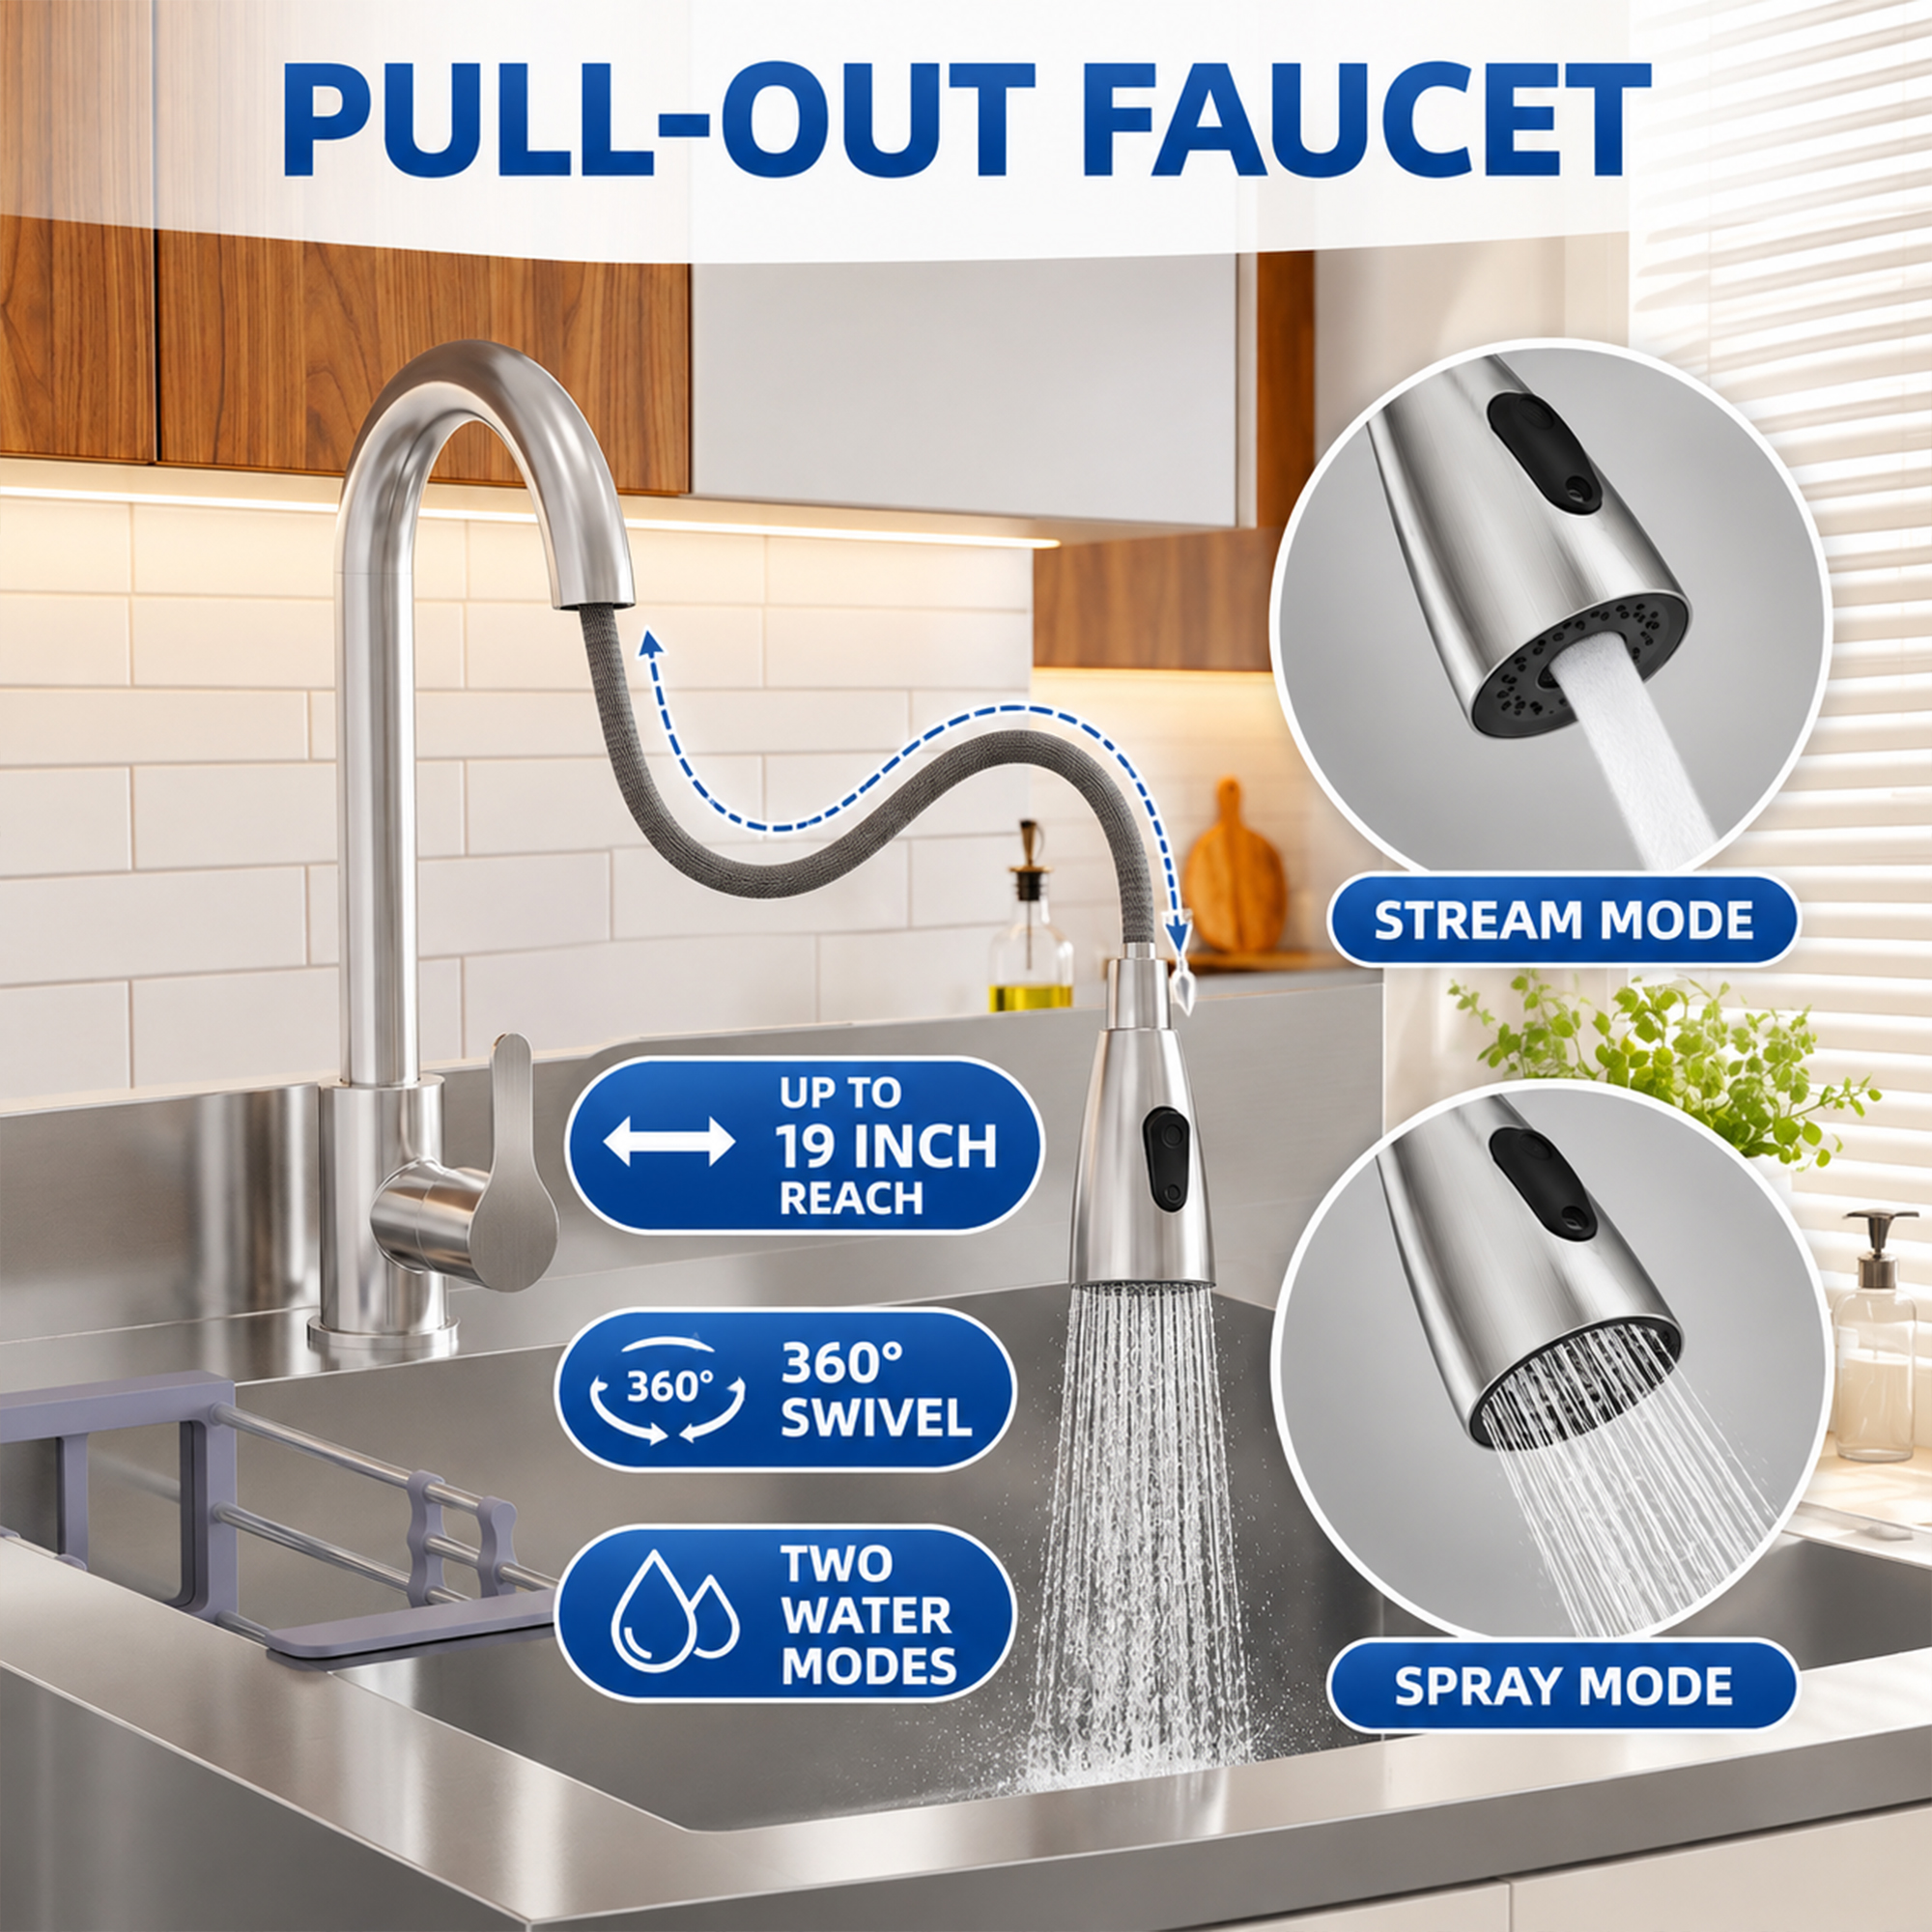 PULL-OUT FAUCET
STREAM MODE
UP TO
19 INCH
REACH
360°
360°
SWIVEL
TWO
WATER
MODES
SPRAY MODE